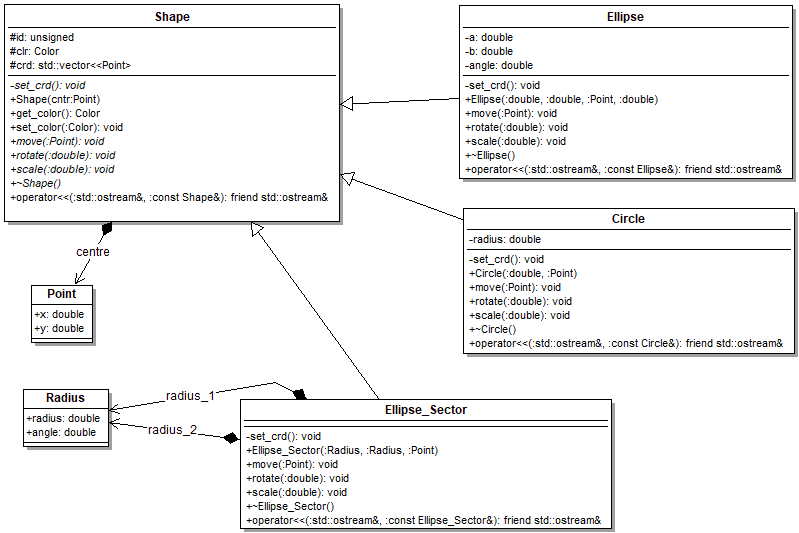 Shape
#id: unsigned
#clr: Color
#crd: std::vector<<Point>
-set_crd(): void
+Shape(cntr:Point)
+get_color(): Color
+set_color(:Color): void
+move(:Point): void
+rotate(:double): void
+scale(:double): void
+~Shape()
+operator<<(:std::ostream&, :const Shape&): friend std::ostream&
Ellipse
-a: double
-b: double
-angle: double
-set_crd(): void
+Ellipse(:double, :double, :Point, :double)
+move(:Point): void
+rotate(:double): void
+scale(:double): void
+~Ellipse()
+operator<<(:std::ostream&, :const Ellipse&): friend std::ostream&
Circle
-radius: double
-set_crd(): void
+Circle(:double, :Point)
+move(:Point): void
+rotate(:double): void
+scale(:double): void
+~Circle()
+operator<<(:std::ostream&, :const Circle&): friend std::ostream&
centre
Point
+x: double
+y: double
Radius
+radius: double
+angle: double
radius_1
radius_2
Ellipse_Sector
-set_crd(): void
+Ellipse_Sector(:Radius, :Radius, :Point)
+move(:Point): void
+rotate(:double): void
+scale(:double): void
+~Ellipse_Sector()
+operator<<(:std::ostream&, :const Ellipse_Sector&): friend std::ostream&